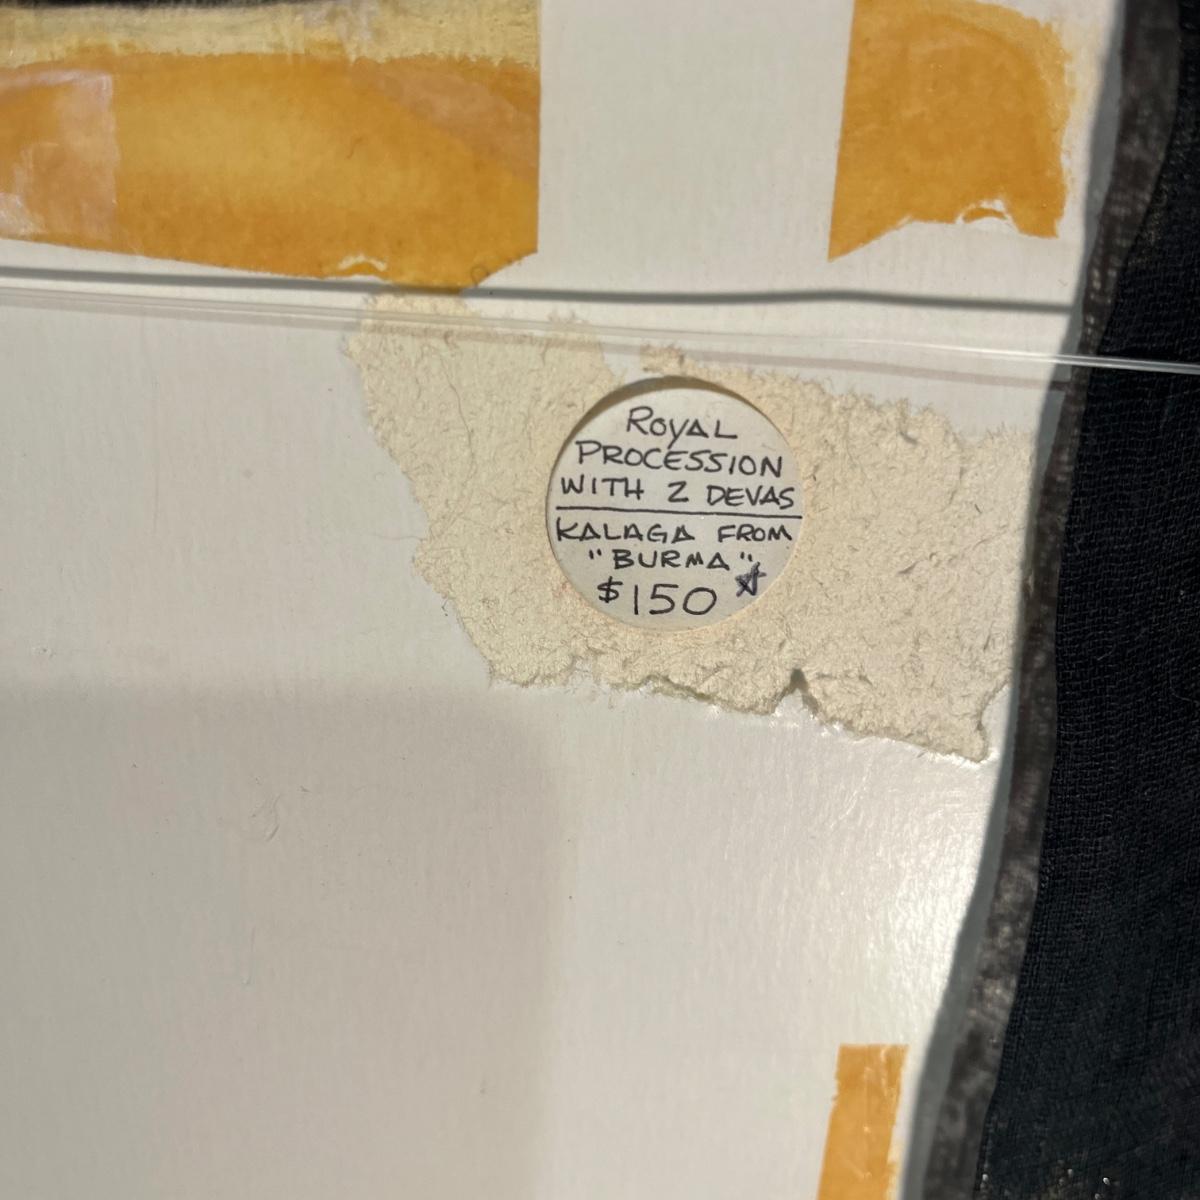 ROYAL
PROCESSION
WITH 2 DEVAS
KALAGA FROM
"BURMA"
$150